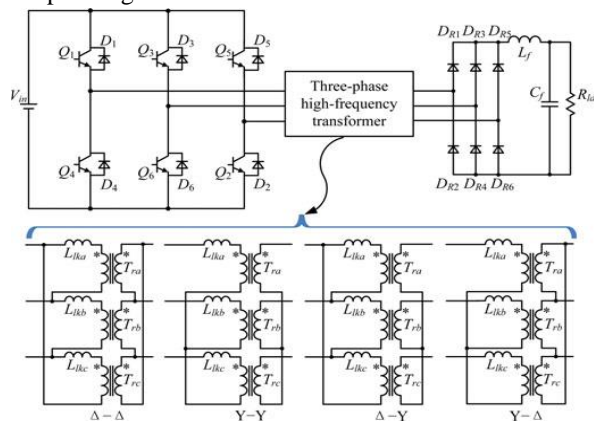 D1 D3 D5
Q1 Q3 Q5
Vin
Q4 Q6 Q2
D4 D6 D2
Three-phase
high-frequency
transformer
DR1 DR3 DR5
Lf
Cf
DR2 DR4 DR6
Llka * * Tra
Llkb * * Trb
Llkc * * Trc
Δ – Δ
Llka * * Tra
Llkb * * Trb
Llkc * * Trc
Y – Y
Llka * * Tra
Llkb * * Trb
Llkc * * Trc
Δ – Y
Llka * * Tra
Llkb * * Trb
Llkc * * Trc
Y – Δ